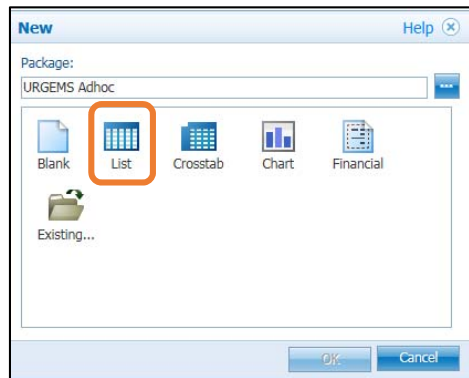 New Help
Package:
URGEMS Adhoc
...
Blank List Crosstab Chart Financial
Existing...
OK Cancel